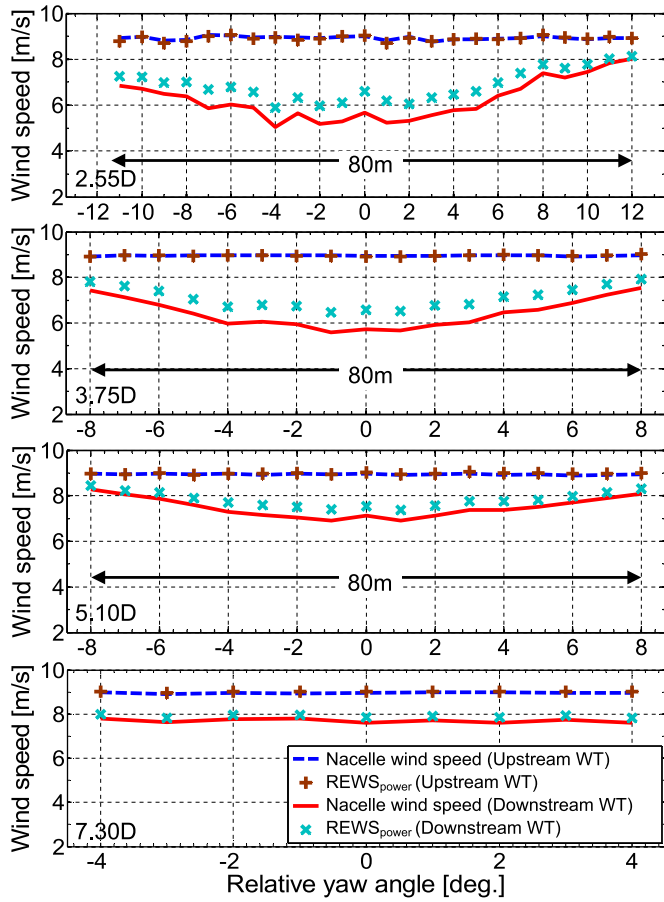 Wind speed [m/s]
10
8
6
4
2
80m
2.55D
-12 -10 -8 -6 -4 -2 0 2 4 6 8 10 12
Wind speed [m/s]
10
8
6
4
2
80m
3.75D
-8 -6 -4 -2 0 2 4 6 8
Wind speed [m/s]
10
8
6
4
2
80m
5.10D
-8 -6 -4 -2 0 2 4 6 8
Wind speed [m/s]
10
8
6
4
2
7.30D
Nacelle wind speed (Upstream WT)
REWSpower (Upstream WT)
Nacelle wind speed (Downstream WT)
REWSpower (Downstream WT)
-4 -2 0 2 4
Relative yaw angle [deg.]